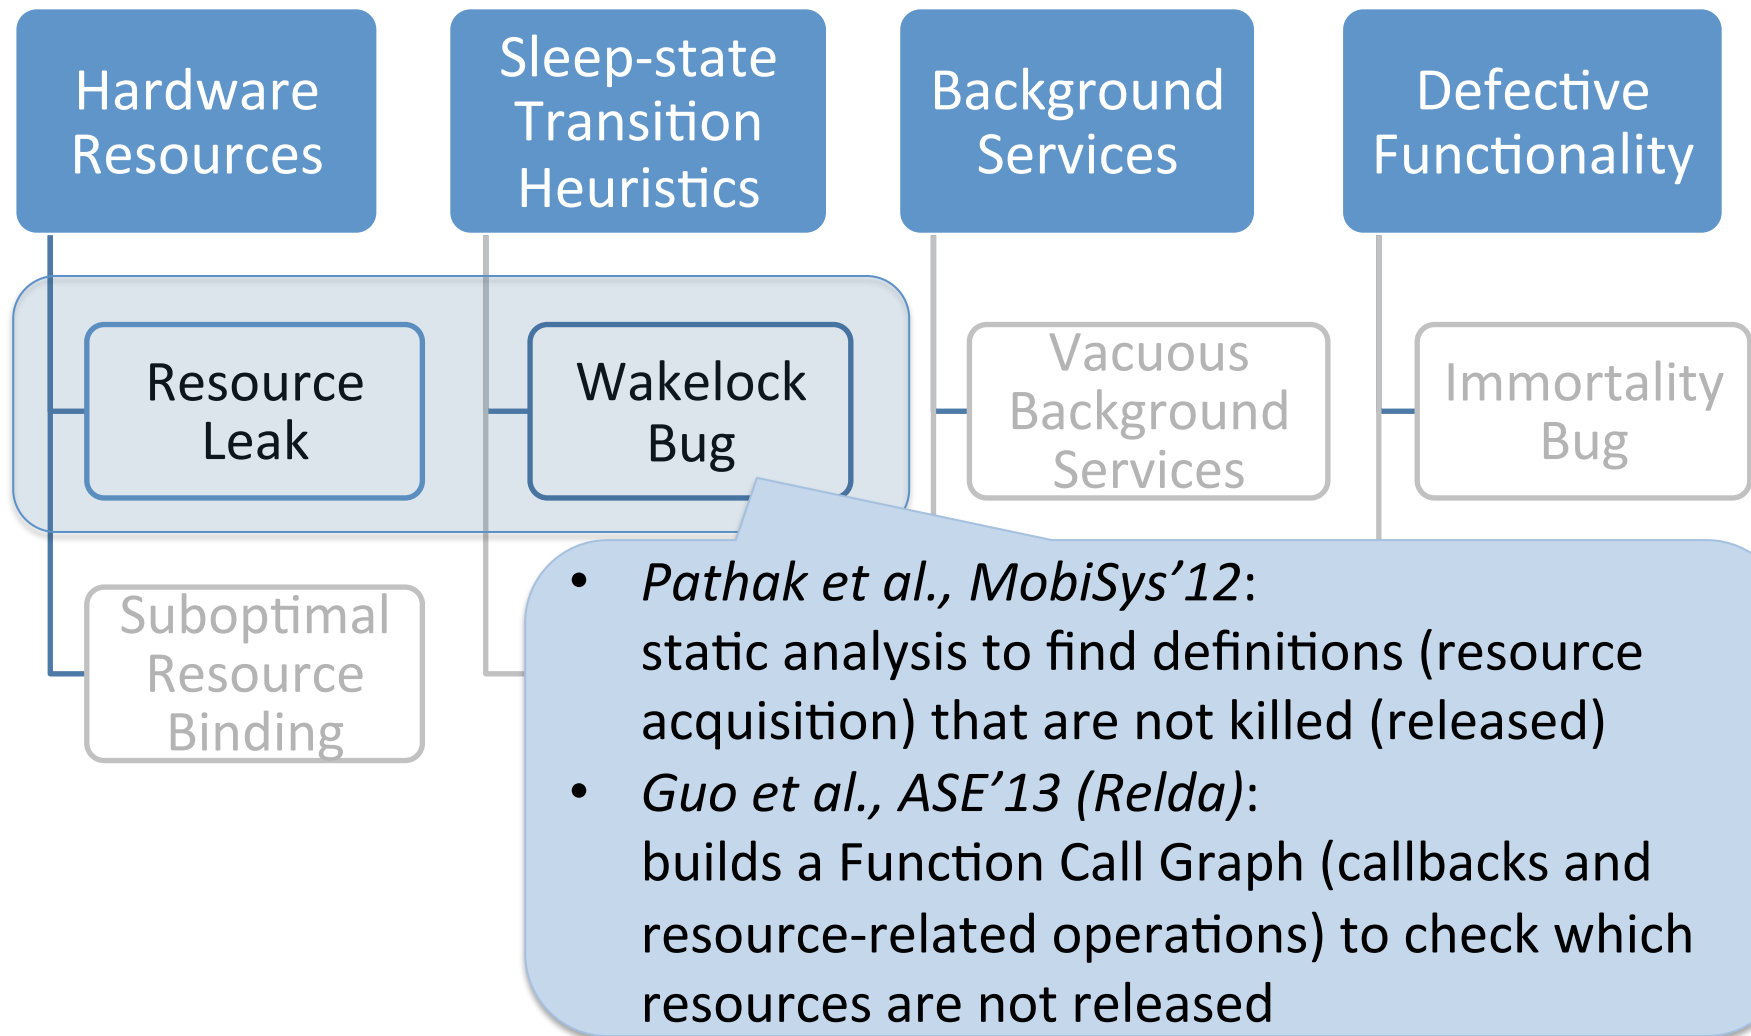 Hardware
Resources
Sleep-state
Transition
Heuristics
Background
Services
Defective
Functionality
Resource
Leak
Wakelock
Bug
Vacuous
Background
Services
Immortality
Bug
Suboptimal
Resource
Binding
• Pathak et al., MobiSys’12:
static analysis to find definitions (resource
acquisition) that are not killed (released)
• Guo et al., ASE’13 (Relda):
builds a Function Call Graph (callbacks and
resource-related operations) to check which
resources are not released